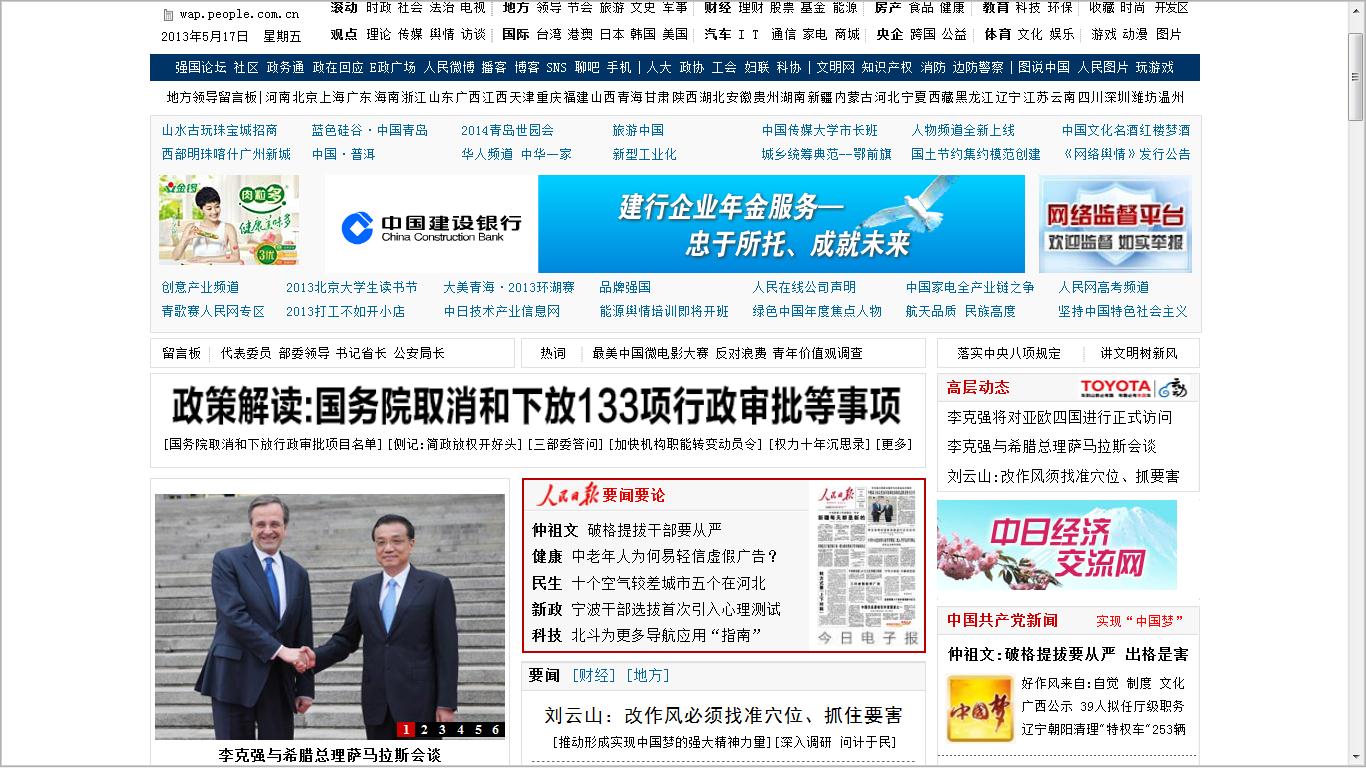 wap.people.com.cn
2013年5月17日 星期五
滚动 时政 社会 法治 电视 地方 领导 节会 旅游 文史 车事 财经 理财 股票 基金 能源 房产 食品 健康 教育 科技 环保 收藏 时尚 开发区
观点 理论 传媒 舆情 访谈 国际 台湾 港澳 日本 韩国 美国 汽车 I T 通信 家电 商城 央企 跨国 公益 体育 文化 娱乐 游戏 动漫 图片
强国论坛 社区 政务通 政在回应 E政广场 人民微博 播客 博客 SNS 聊吧 手机 | 人大 政协 工会 妇联 科协 | 文明网 知识产权 消防 边防警察 | 图说中国 人民图片 玩游戏
地方领导留言板| 河南 北京 上海 广东 海南 浙江 山东 广西 江西 天津 重庆 福建 山西 青海 甘肃 陕西 湖北 安徽 贵州 湖南 新疆 内蒙古 河北 宁夏 西藏 黑龙江 辽宁 江苏 云南 四川 深圳 潍坊 温州
山水古玩珠宝城招商 蓝色硅谷·中国青岛 2014青岛世园会 旅游中国 中国传媒大学市长班 人物频道全新上线 中国文化名酒红楼梦酒
西部明珠喀什广州新城 中国·普洱 华人频道 中华一家 新型工业化 城乡统筹典范--鄂前旗 国土节约集约模范创建 《网络舆情》发行公告
金锣
肉粒多
健康美味多
3优
中国建设银行
China Construction Bank
建行企业年金服务—
忠于所托、成就未来
网络监督平台
欢迎监督 如实举报
创意产业频道 2013北京大学生读书节 大美青海·2013环湖赛 品牌强国 人民在线公司声明 中国家电全产业链之争 人民网高考频道
青歌赛人民网专区 2013打工不如开小店 中日技术产业信息网 能源舆情培训即将开班 绿色中国年度焦点人物 航天品质 民族高度 坚持中国特色社会主义
留言板 代表委员 部委领导 书记省长 公安局长
热词 最美中国微电影大赛 反对浪费 青年价值观调查
落实中央八项规定 讲文明树新风
政策解读:国务院取消和下放133项行政审批等事项
[国务院取消和下放行政审批项目名单] [侧记:简政放权开好头] [三部委答问] [加快机构职能转变动员令] [权力十年沉思录] [更多]
高层动态
TOYOTA
李克强将对亚欧四国进行正式访问
李克强与希腊总理萨马拉斯会谈
刘云山:改作风须找准穴位、抓要害
1 2 3 4 5 6
李克强与希腊总理萨马拉斯会谈
人民日报 要闻要论
仲祖文 破格提拔干部要从严
健康 中老年人为何易轻信虚假广告？
民生 十个空气较差城市五个在河北
新政 宁波干部选拔首次引入心理测试
科技 北斗为更多导航应用“指南”
人民日报
今日电子报
要闻 [财经] [地方]
刘云山：改作风必须找准穴位、抓住要害
[推动形成实现中国梦的强大精神力量] [深入调研 问计于民]
中日经济
交流网
中国共产党新闻 实现“中国梦”
仲祖文:破格提拔要从严 出格是害
中国梦
好作风来自:自觉 制度 文化
广西公示 39人拟任厅级职务
辽宁朝阳清理“特权车”253辆